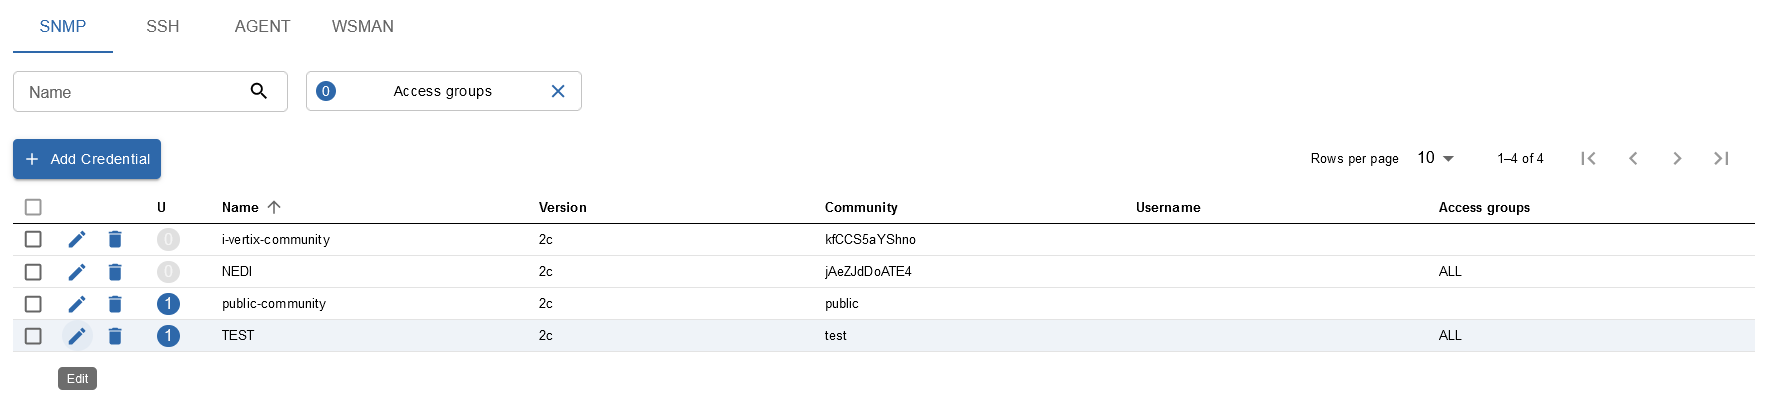 SNMP SSH AGENT WSMAN
Name
0 Access groups
Add Credential
Rows per page 10 1–4 of 4
U Name Version Community Username Access groups
0 i-vertix-community 2c kfCCS5aYShno
0 NEDI 2c jAeZJdDoATE4 ALL
1 public-community 2c public
1 TEST 2c test ALL
Edit